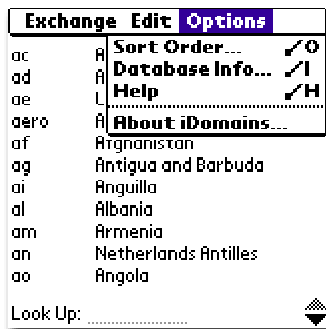 Exchange Edit Options
Sort Order... O
Database Info... I
Help H
About iDomains...
ac A
ad A
ae L
aero A
af Afghanistan
ag Antigua and Barbuda
ai Anguilla
al Albania
am Armenia
an Netherlands Antilles
ao Angola
Look Up: